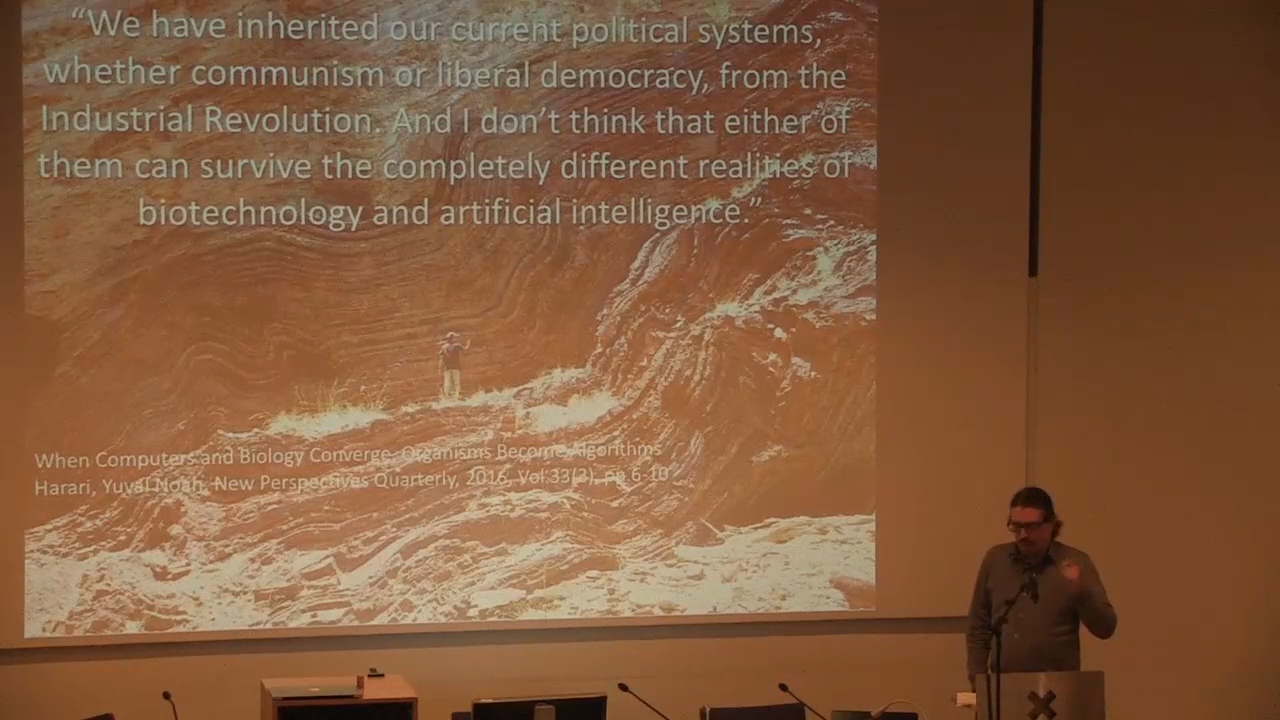 “We have inherited our current political systems,
whether communism or liberal democracy, from the
Industrial Revolution. And I don’t think that either of
them can survive the completely different realities of
biotechnology and artificial intelligence.”
When Computers and Biology Converge, Organisms Become Algorithms
Harari, Yuval Noah, New Perspectives Quarterly, 2016, Vol.33(3), pp.6-10